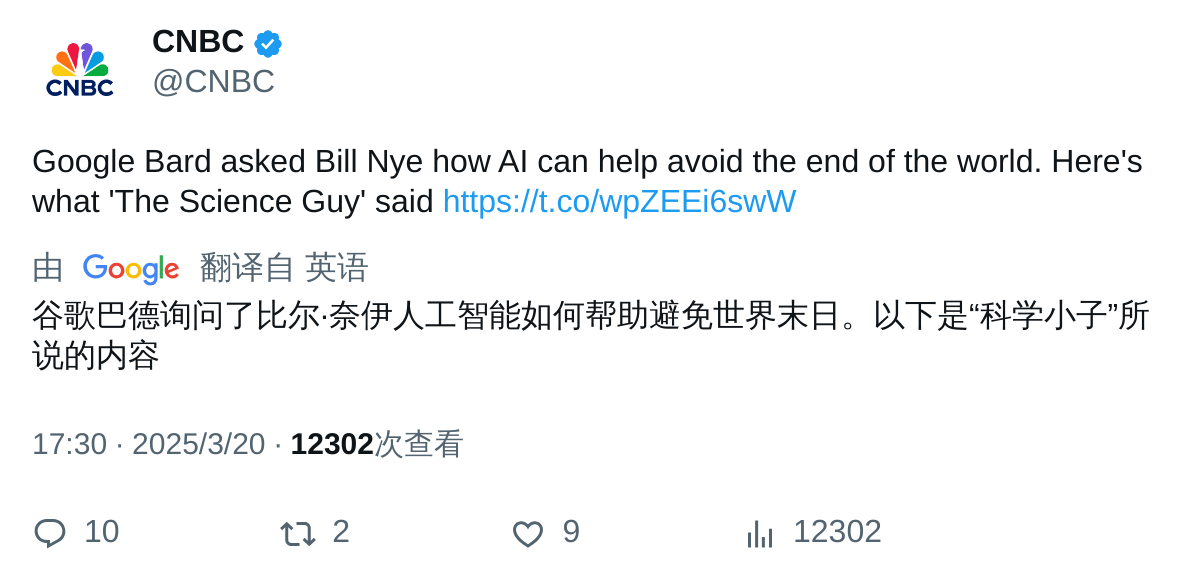 CNBC
CNBC
@CNBC
Google Bard asked Bill Nye how AI can help avoid the end of the world. Here's
what 'The Science Guy' said https://t.co/wpZEEi6swW
由 Google 翻译自 英语
谷歌巴德询问了比尔·奈伊人工智能如何帮助避免世界末日。以下是“科学小子”所
说的内容
17:30 · 2025/3/20 · 12302次查看
10 2 9 12302